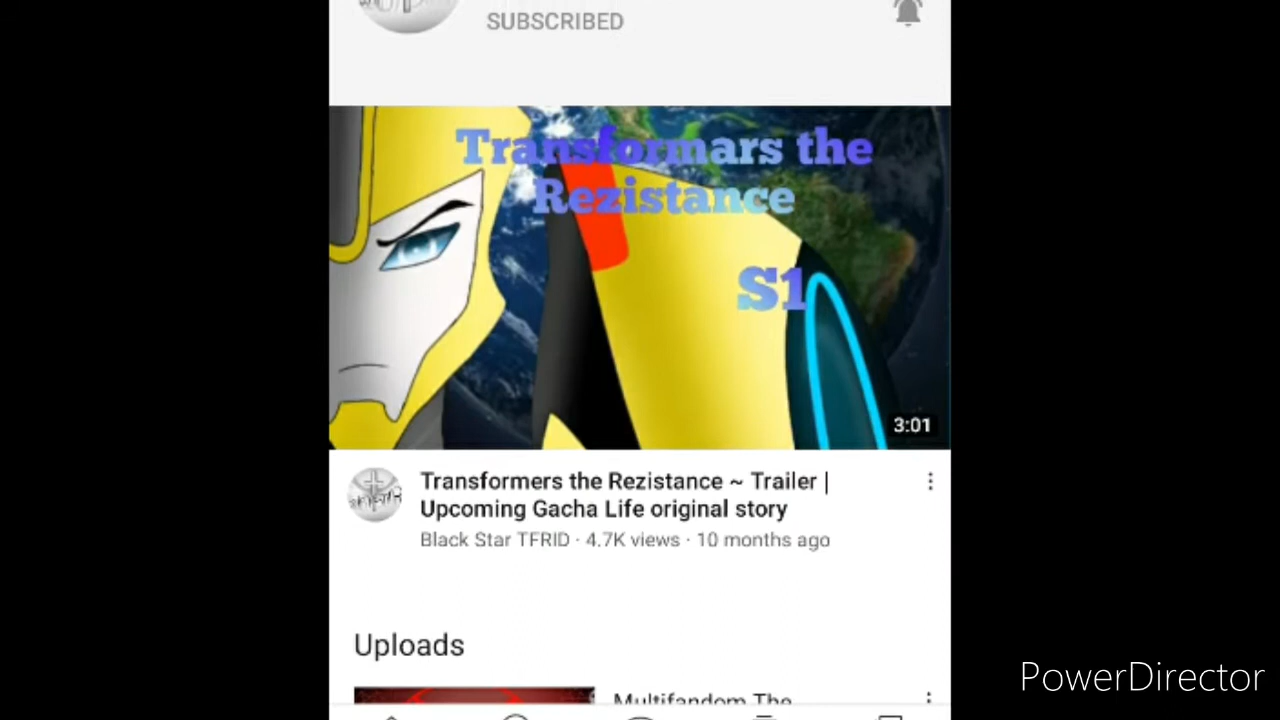 SUBSCRIBED
Transformars the
Rezistance
S1
3:01
Transformers the Rezistance ~ Trailer |
Upcoming Gacha Life original story
Black Star TFRID · 4.7K views · 10 months ago
Uploads
Multifandom The
PowerDirector